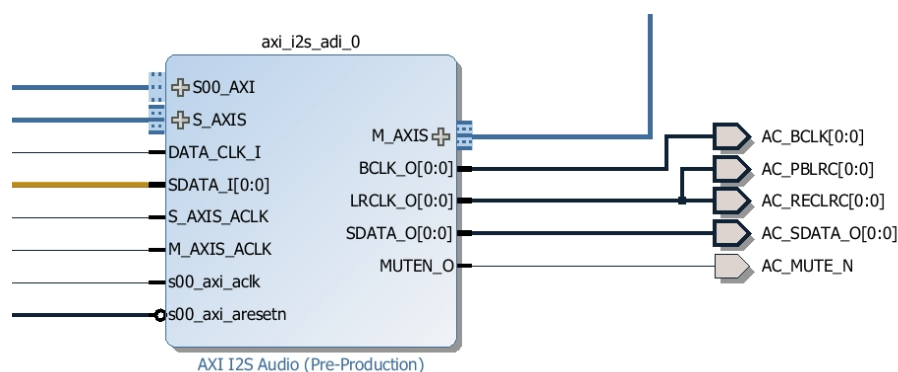 axi_i2s_adi_0
S00_AXI
S_AXIS
DATA_CLK_I
SDATA_I[0:0]
S_AXIS_ACLK
M_AXIS_ACLK
s00_axi_aclk
s00_axi_aresetn
M_AXIS
BCLK_O[0:0]
LRCLK_O[0:0]
SDATA_O[0:0]
MUTEN_O
AC_BCLK[0:0]
AC_PBLRC[0:0]
AC_RECLRC[0:0]
AC_SDATA_O[0:0]
AC_MUTE_N
AXI I2S Audio (Pre-Production)